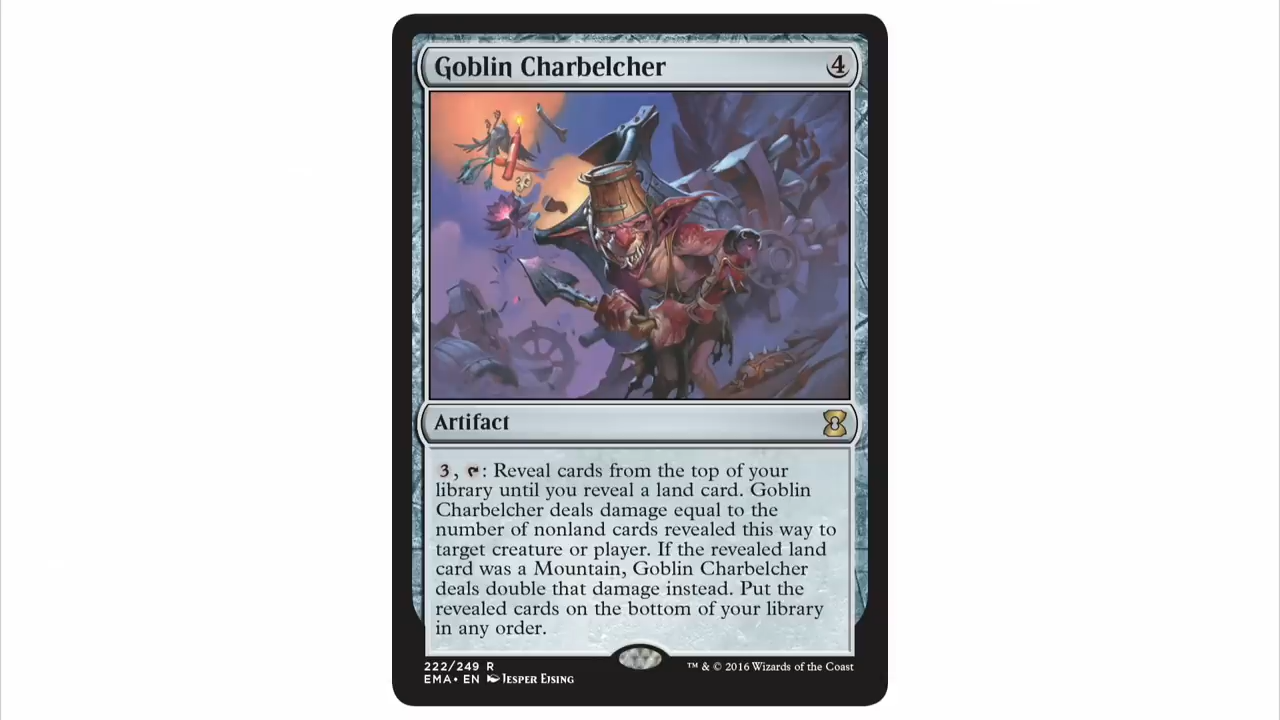 Goblin Charbelcher 4
Artifact
3, : Reveal cards from the top of your
library until you reveal a land card. Goblin
Charbelcher deals damage equal to the
number of nonland cards revealed this way to
target creature or player. If the revealed land
card was a Mountain, Goblin Charbelcher
deals double that damage instead. Put the
revealed cards on the bottom of your library
in any order.
222/249 R
™ & © 2016 Wizards of the Coast
EMA • EN Jesper Ejsing